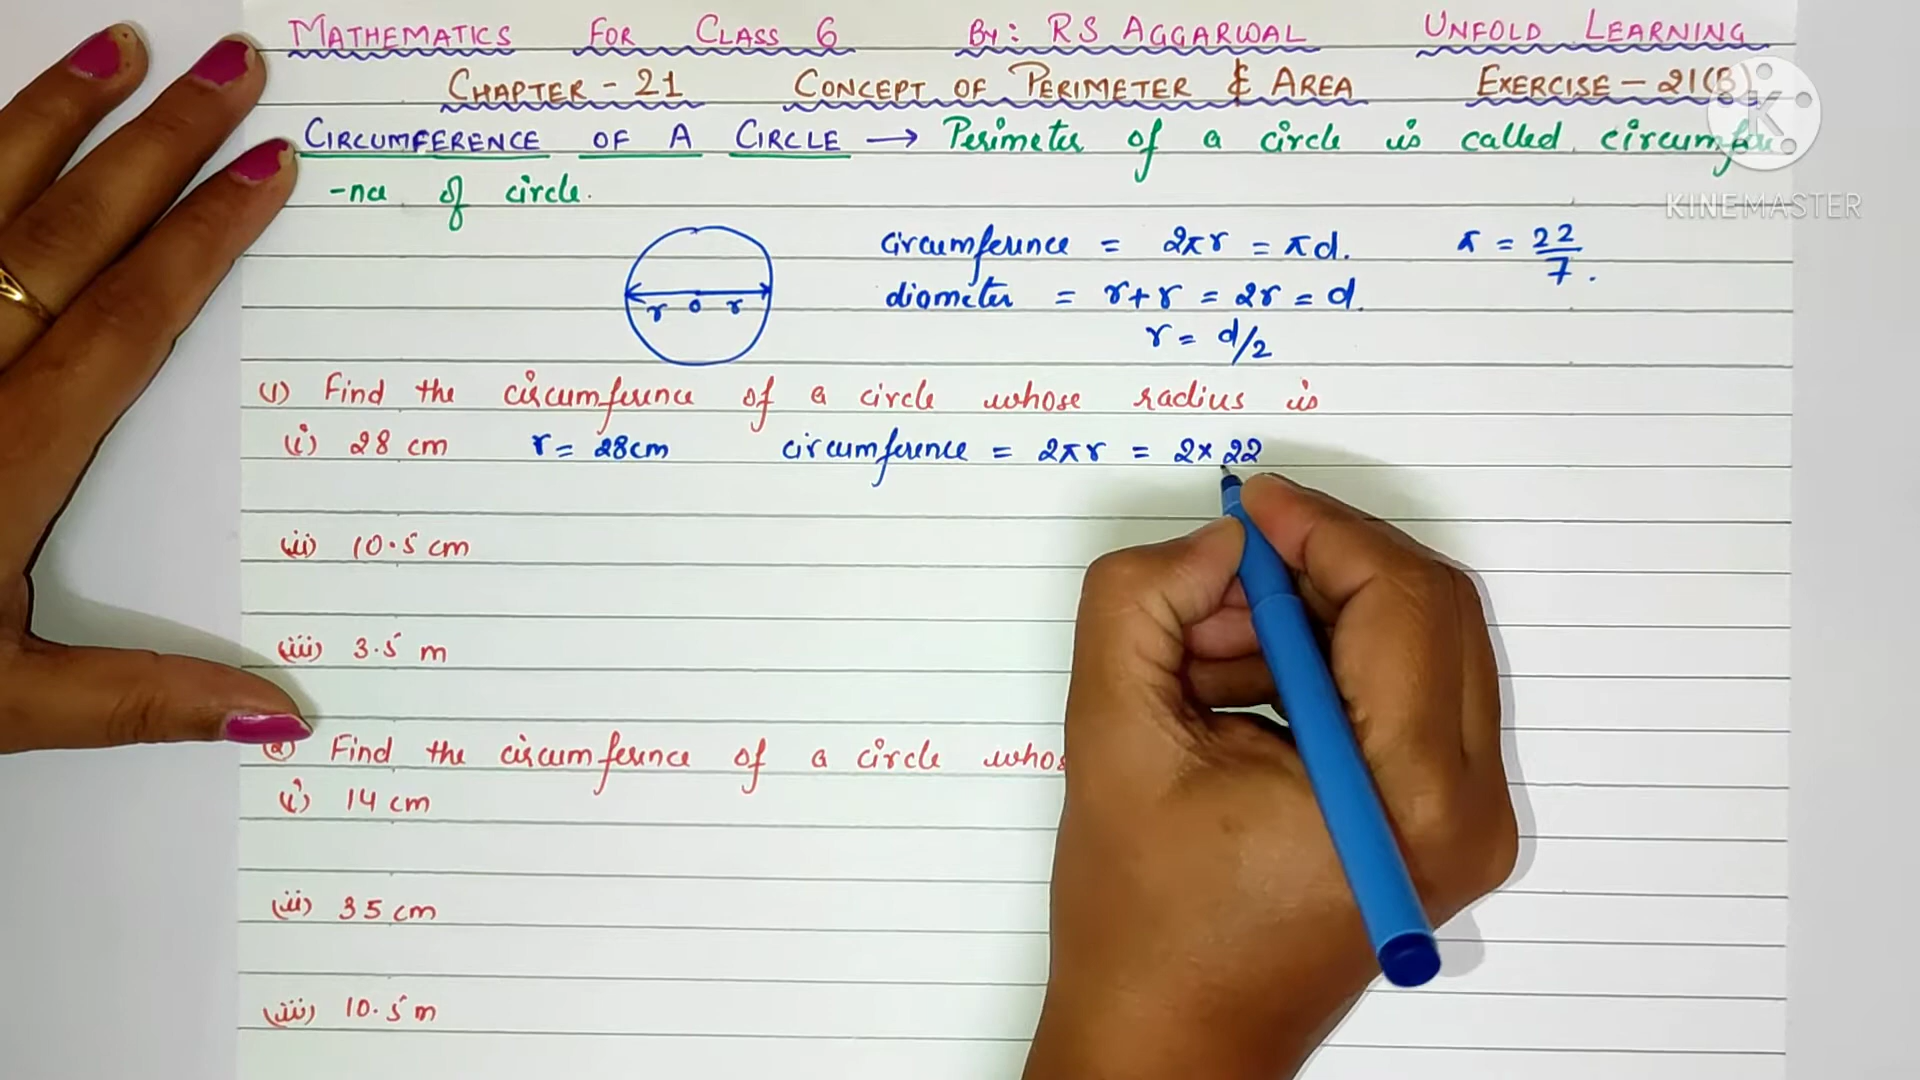 MATHEMATICS FOR CLASS 6 BY: RS AGGARWAL UNFOLD LEARNING
CHAPTER - 21 CONCEPT OF PERIMETER & AREA EXERCISE - 21(B)
CIRCUMFERENCE OF A CIRCLE → Perimeter of a circle is called circumfere
-nce of circle.
circumference = 2πr = πd. π = 22/7.
diameter = r+r = 2r = d.
r o r
r = d/2
(1) Find the circumference of a circle whose radius is
(i) 28 cm r = 28cm circumference = 2πr = 2× 22
(ii) 10.5 cm
(iii) 3.5 m
(2) Find the circumference of a circle
(i) 14 cm
(ii) 35 cm
(iii) 10.5 m
K
KINEMASTER